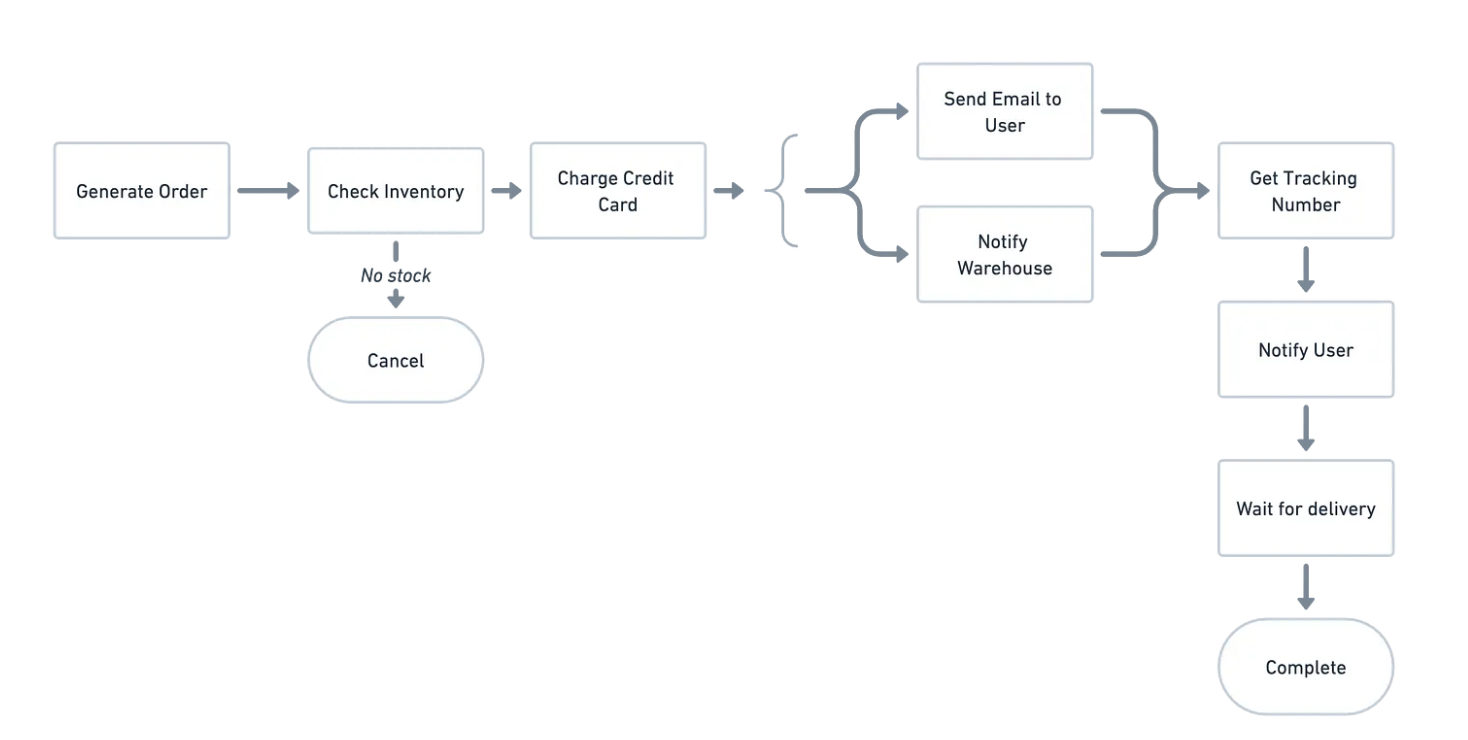 Generate Order
Check Inventory
No stock
Cancel
Charge Credit
Card
Send Email to
User
Notify
Warehouse
Get Tracking
Number
Notify User
Wait for delivery
Complete